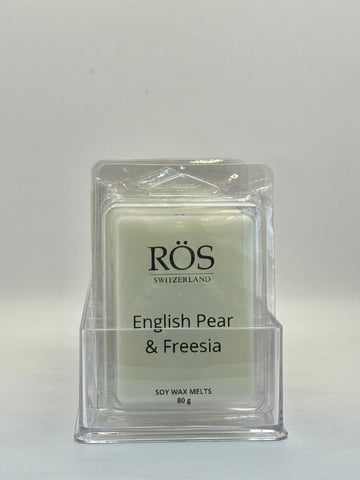 RÖS
SWITZERLAND
English Pear
& Freesia
SOY WAX MELTS
80 g